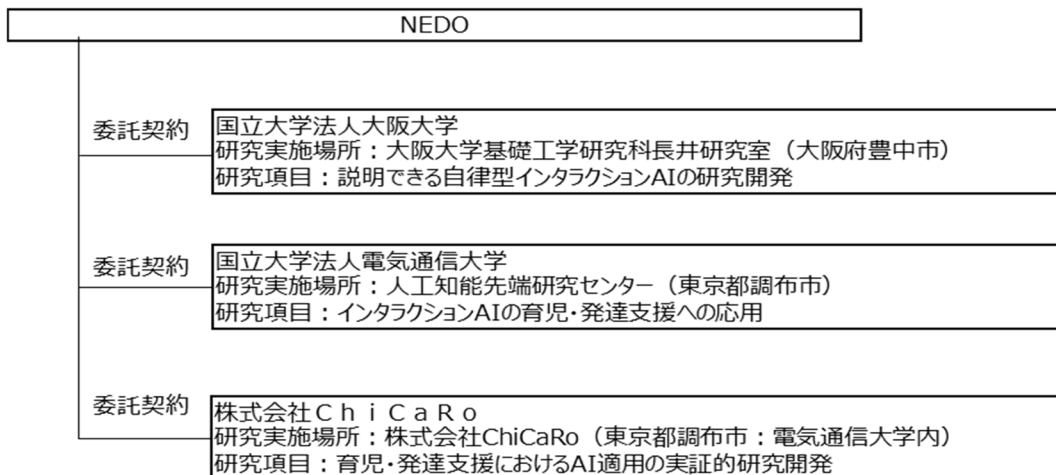 NEDO
委託契約
国立大学法人大阪大学
研究実施場所：大阪大学基礎工学研究科長井研究室（大阪府豊中市）
研究項目：説明できる自律型インタラクションAIの研究開発
委託契約
国立大学法人電気通信大学
研究実施場所：人工知能先端研究センター（東京都調布市）
研究項目：インタラクションAIの育児・発達支援への応用
委託契約
株式会社ＣｈｉＣａＲｏ
研究実施場所：株式会社ChiCaRo（東京都調布市：電気通信大学内）
研究項目：育児・発達支援におけるAI適用の実証的研究開発